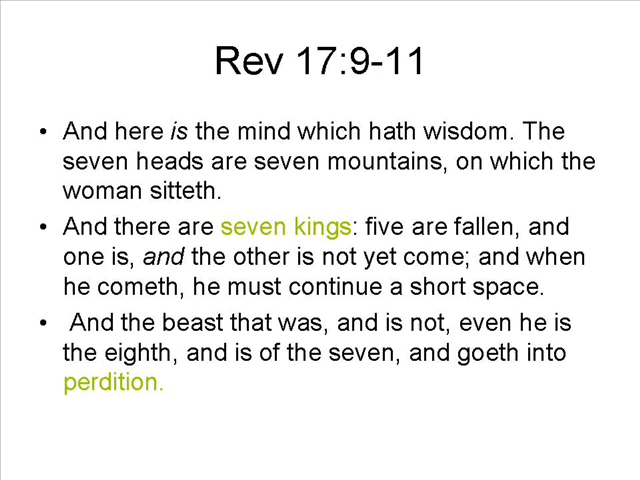 Rev 17:9-11
• And here is the mind which hath wisdom. The
seven heads are seven mountains, on which the
woman sitteth.
• And there are seven kings: five are fallen, and
one is, and the other is not yet come; and when
he cometh, he must continue a short space.
• And the beast that was, and is not, even he is
the eighth, and is of the seven, and goeth into
perdition.